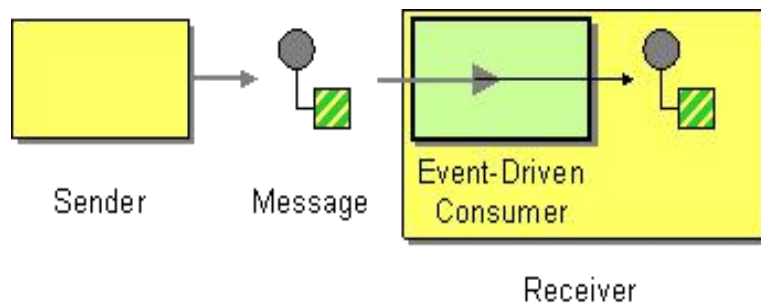 Sender
Message
Event-Driven
Consumer
Receiver